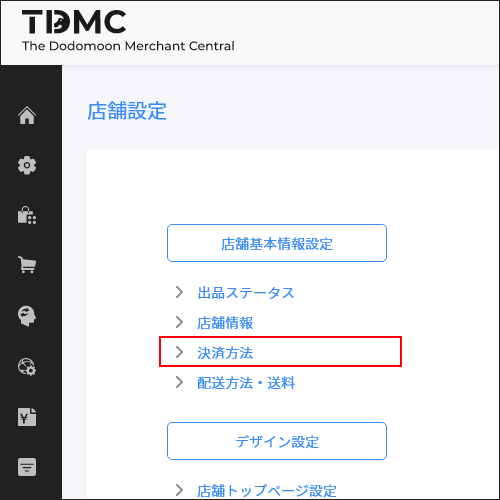 TDMC
The Dodomoon Merchant Central
店舗設定
店舗基本情報設定
出品ステータス
店舗情報
決済方法
配送方法・送料
デザイン設定
店舗トップページ設定